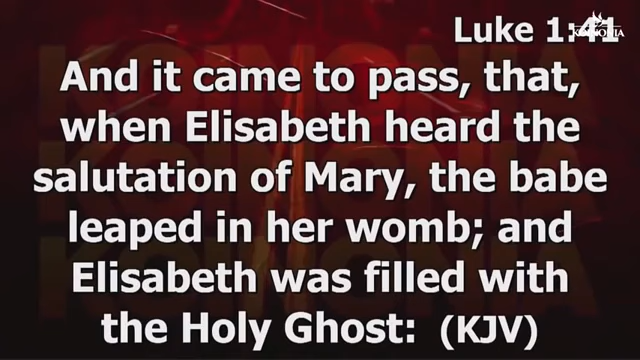 Luke 1:41
KOINONIA
And it came to pass, that,
when Elisabeth heard the
salutation of Mary, the babe
leaped in her womb; and
Elisabeth was filled with
the Holy Ghost: (KJV)